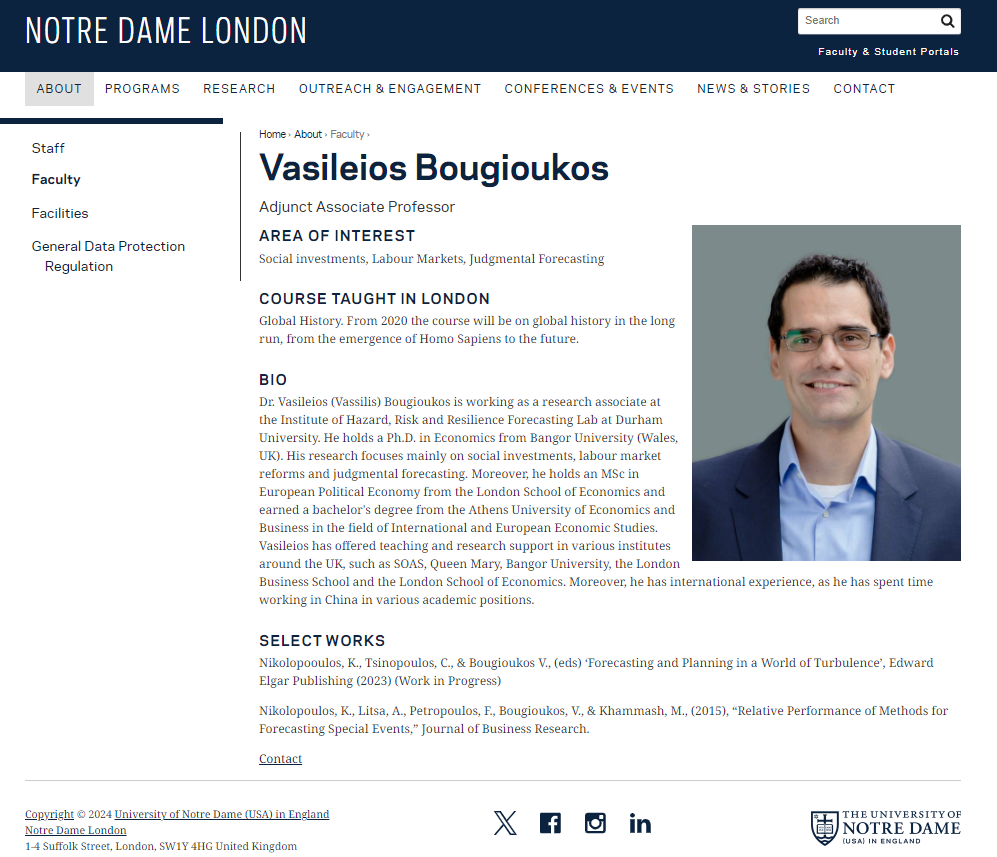 NOTRE DAME LONDON
Search
Faculty & Student Portals
ABOUT PROGRAMS RESEARCH OUTREACH & ENGAGEMENT CONFERENCES & EVENTS NEWS & STORIES CONTACT
Staff
Faculty
Facilities
General Data Protection
Regulation
Home › About › Faculty ›
Vasileios Bougioukos
Adjunct Associate Professor
AREA OF INTEREST
Social investments, Labour Markets, Judgmental Forecasting
COURSE TAUGHT IN LONDON
Global History. From 2020 the course will be on global history in the long
run, from the emergence of Homo Sapiens to the future.
BIO
Dr. Vasileios (Vassilis) Bougioukos is working as a research associate at
the Institute of Hazard, Risk and Resilience Forecasting Lab at Durham
University. He holds a Ph.D. in Economics from Bangor University (Wales,
UK). His research focuses mainly on social investments, labour market
reforms and judgmental forecasting. Moreover, he holds an MSc in
European Political Economy from the London School of Economics and
earned a bachelor's degree from the Athens University of Economics and
Business in the field of International and European Economic Studies.
Vasileios has offered teaching and research support in various institutes
around the UK, such as SOAS, Queen Mary, Bangor University, the London
Business School and the London School of Economics. Moreover, he has international experience, as he has spent time
working in China in various academic positions.
SELECT WORKS
Nikolopooulos, K., Tsinopoulos, C., & Bougioukos V., (eds) ‘Forecasting and Planning in a World of Turbulence’, Edward
Elgar Publishing (2023) (Work in Progress)
Nikolopoulos, K., Litsa, A., Petropoulos, F., Bougioukos, V., & Khammash, M., (2015), “Relative Performance of Methods for
Forecasting Special Events,” Journal of Business Research.
Contact
Copyright © 2024 University of Notre Dame (USA) in England
Notre Dame London
1-4 Suffolk Street, London, SW1Y 4HG United Kingdom
THE UNIVERSITY OF
NOTRE DAME
(USA) IN ENGLAND